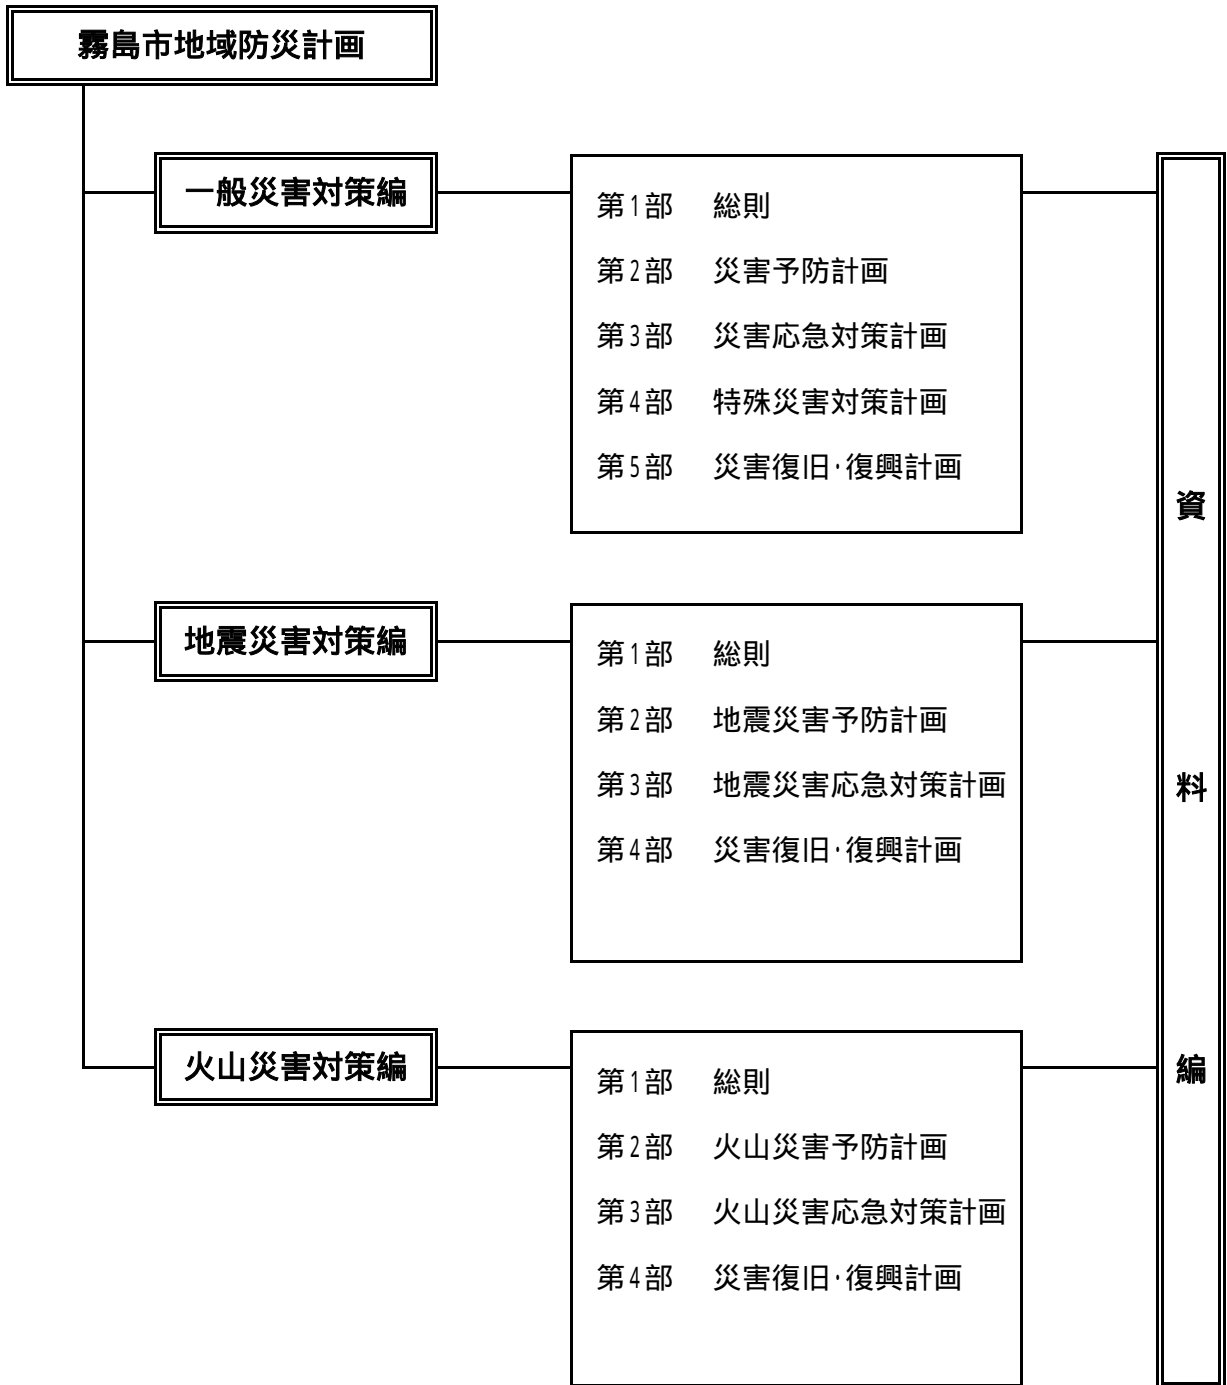 霧島市地域防災計画
一般災害対策編
第1部 総則
第2部 災害予防計画
第3部 災害応急対策計画
第4部 特殊災害対策計画
第5部 災害復旧･復興計画
地震災害対策編
第1部 総則
第2部 地震災害予防計画
第3部 地震災害応急対策計画
第4部 災害復旧･復興計画
火山災害対策編
第1部 総則
第2部 火山災害予防計画
第3部 火山災害応急対策計画
第4部 災害復旧･復興計画
資料編